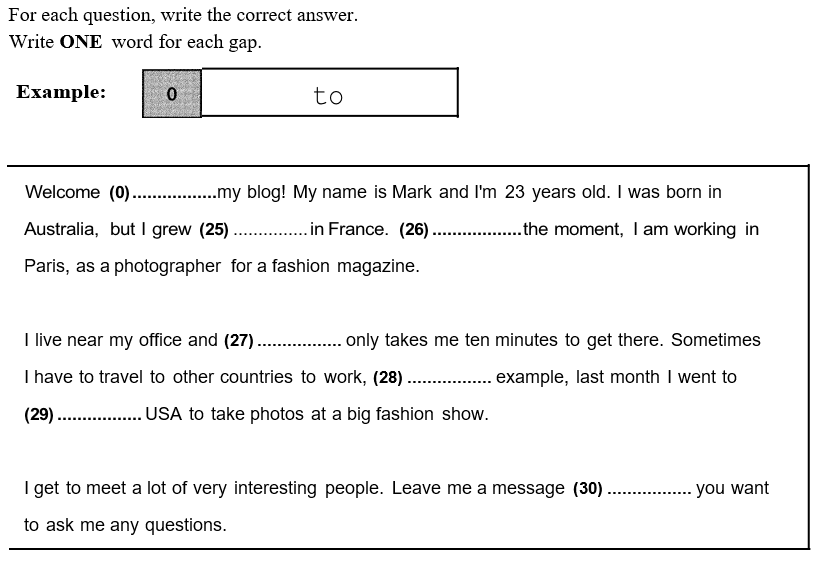 For each question, write the correct answer.
Write ONE word for each gap.
Example: 0 to
Welcome (0).................my blog! My name is Mark and I'm 23 years old. I was born in
Australia, but I grew (25) ............... in France. (26) ..................the moment, I am working in
Paris, as a photographer for a fashion magazine.
I live near my office and (27) ................. only takes me ten minutes to get there. Sometimes
I have to travel to other countries to work, (28) ................. example, last month I went to
(29) ................. USA to take photos at a big fashion show.
I get to meet a lot of very interesting people. Leave me a message (30) ................. you want
to ask me any questions.